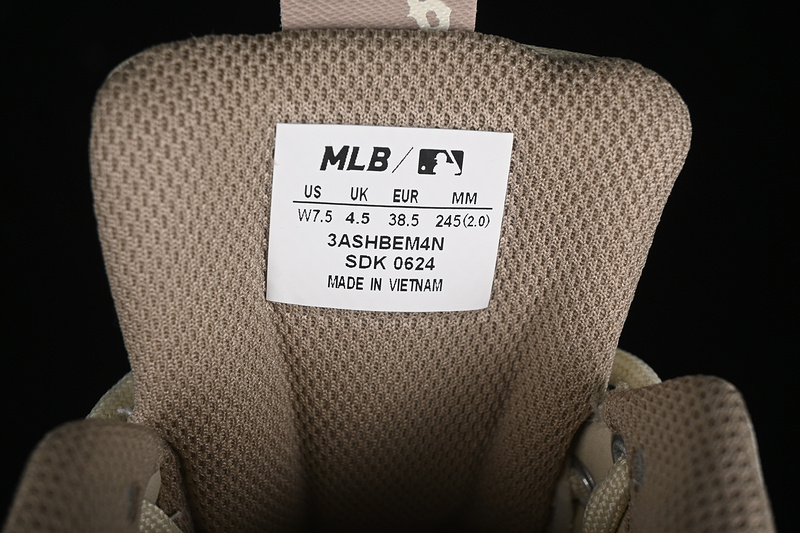 MLB/
US UK EUR MM
W7.5 4.5 38.5 245(2.0)
3ASHBEM4N
SDK 0624
MADE IN VIETNAM